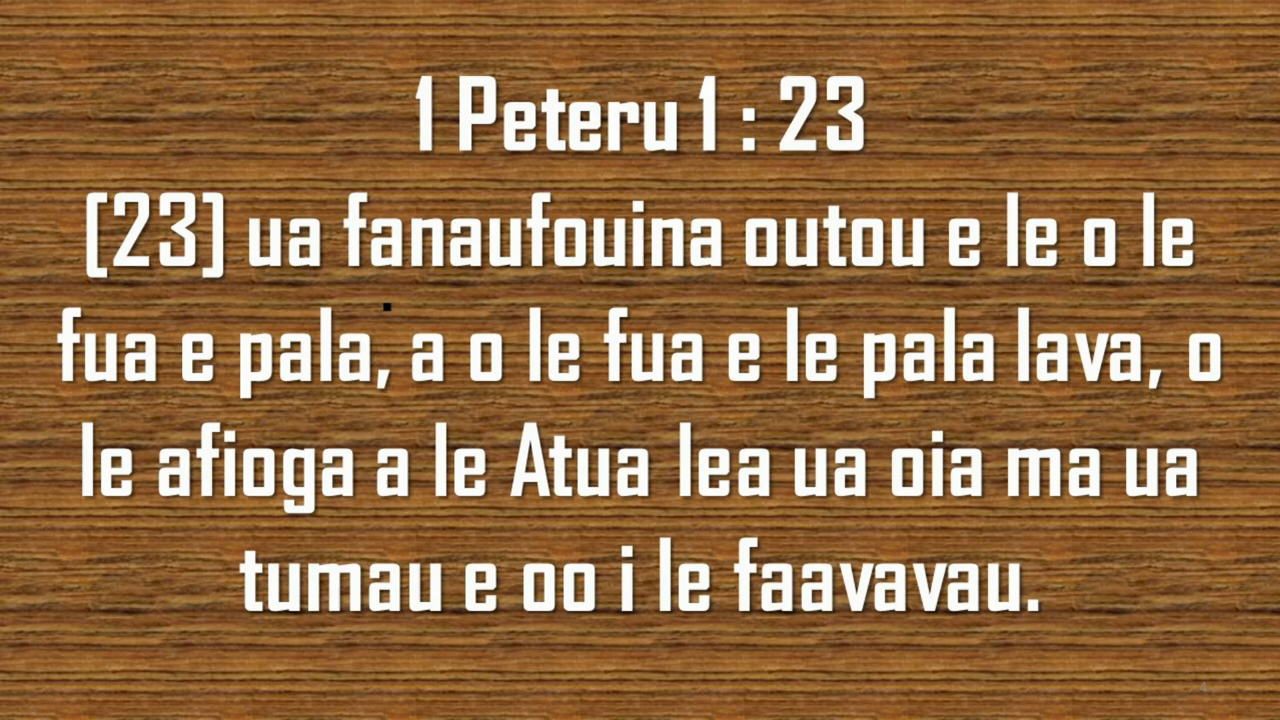 1 Peteru 1 : 23
[23] ua fanaufouina outou e le o le
fua e pala, a o le fua e le pala lava, o
le afioga a le Atua lea ua oia ma ua
tumau e oo i le faavavau.
4